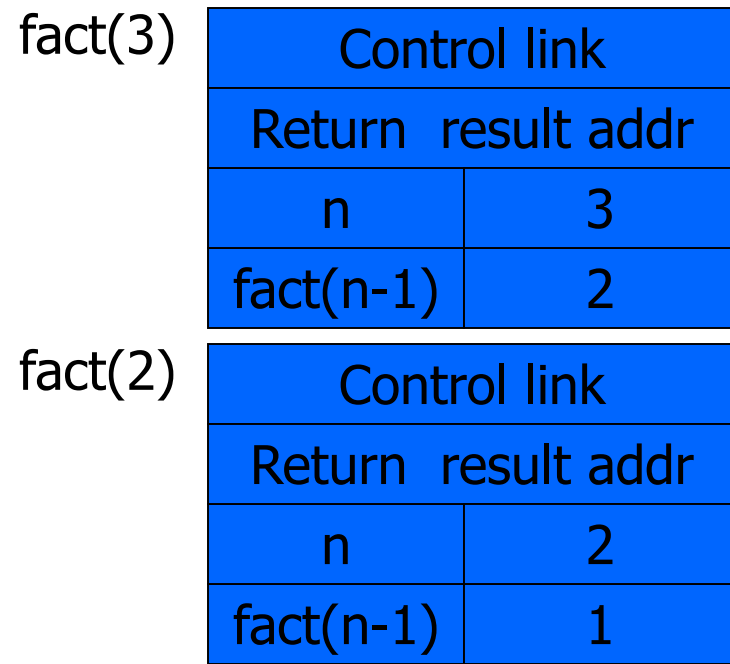 fact(3)
Control link
Return result addr
n 3
fact(n-1) 2
fact(2)
Control link
Return result addr
n 2
fact(n-1) 1